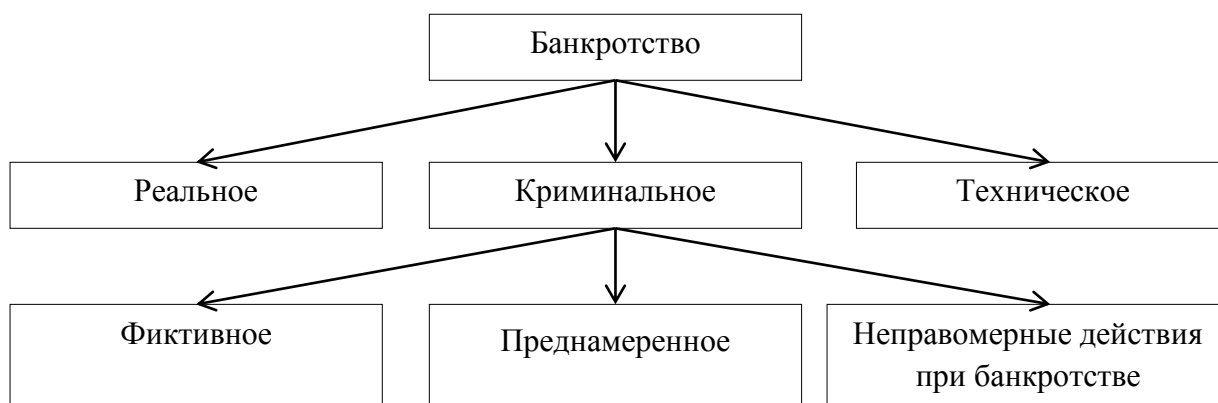 Банкротство
Реальное
Криминальное
Техническое
Фиктивное
Преднамеренное
Неправомерные действия
при банкротстве